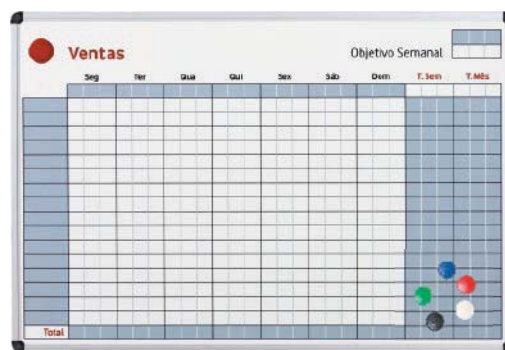 Ventas
Objetivo Semanal
Seg Ter Qua Qui Sex Sáb Dom T. Sem T. Mês
Total